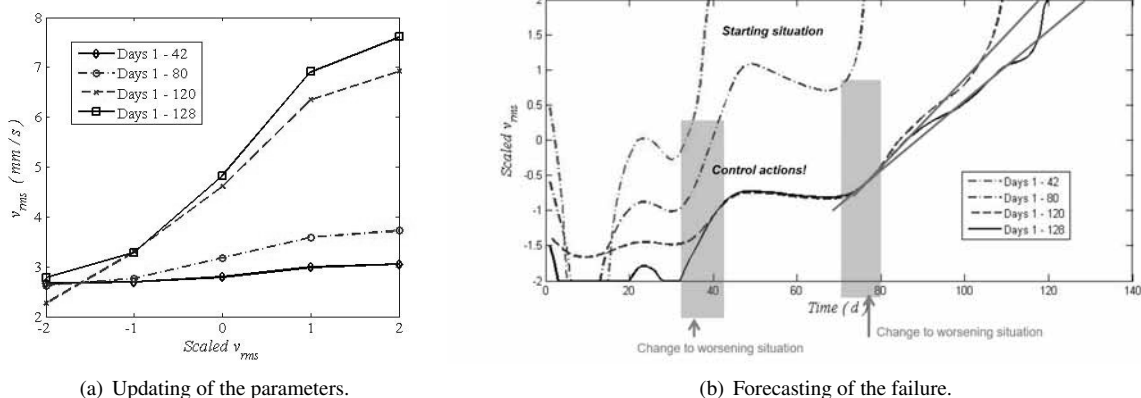 8
7
6
5
4
3
2
v_rms ( mm / s )
Days 1 - 42
Days 1 - 80
Days 1 - 120
Days 1 - 128
-2
-1
0
1
2
Scaled v_rms
(a) Updating of the parameters.
2
0.5
0
-0.5
-1
-1.5
-2
Scaled v_rms
Starting situation
Control actions!
Days 1 - 42
Days 1 - 80
Days 1 - 120
Days 1 - 128
0
20
40
60
80
100
120
140
Time ( d )
Change to worsening situation
Change to worsening situation
(b) Forecasting of the failure.